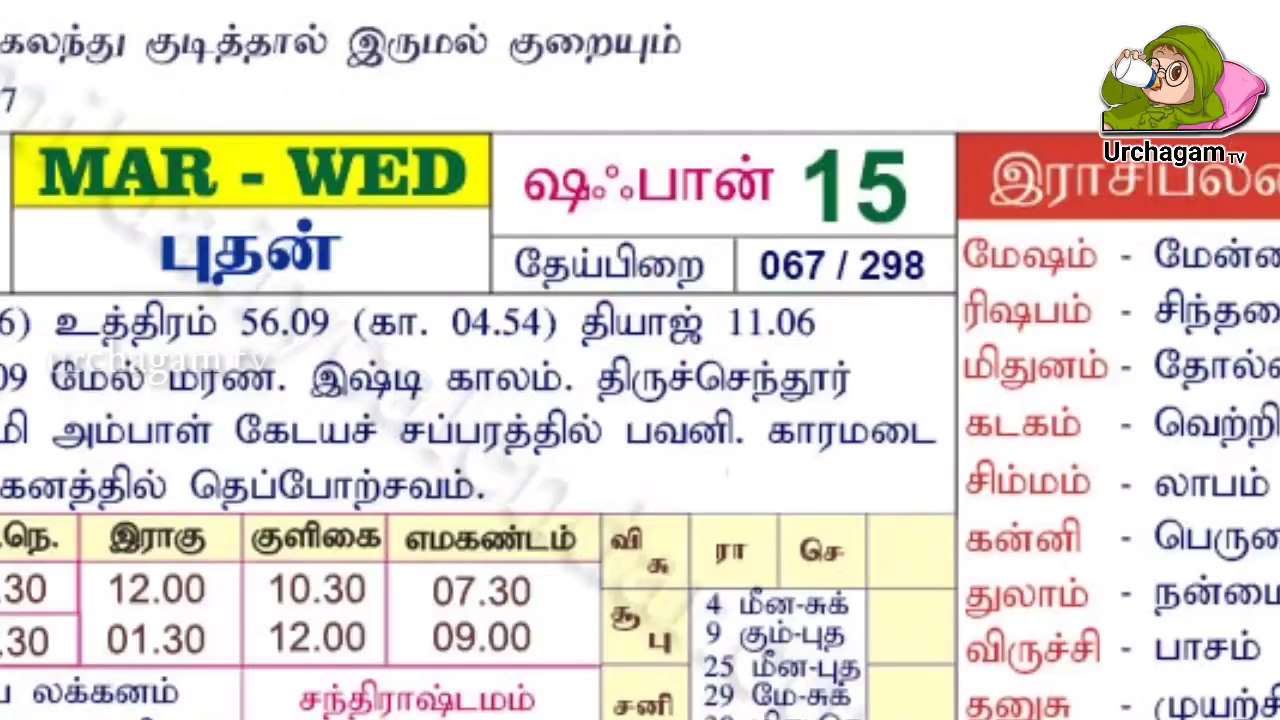 கலந்து குடித்தால் இருமல் குறையும்
7
Urchagam TV
MAR - WED
புதன்
ஷஃபான் 15
தேய்பிறை 067 / 298
6) உத்திரம் 56.09 (கா. 04.54) தியாஜ் 11.06
09 மேல் மரண. இஷ்டி காலம். திருச்செந்தூர்
மி அம்பாள் கேடயச் சப்பரத்தில் பவனி. காரமடை
கனத்தில் தெப்போற்சவம்.
urchagam.tv
.நெ. இராகு குளிகை எமகண்டம்
.30 12.00 10.30 07.30
.30 01.30 12.00 09.00
லக்கனம் சந்திராஷ்டமம்
வி சு ரா செ
சூ பு
சனி
4 மீன-சுக்
9 கும்-புத
25 மீன-புத
29 மே-சுக்
மேஷம் -
ரிஷபம் -
மிதுனம் -
கடகம் - வெற்றி
சிம்மம் - லாபம்
கன்னி -
துலாம் - நன்மை
விருச்சி - பாசம்
தனுசு -